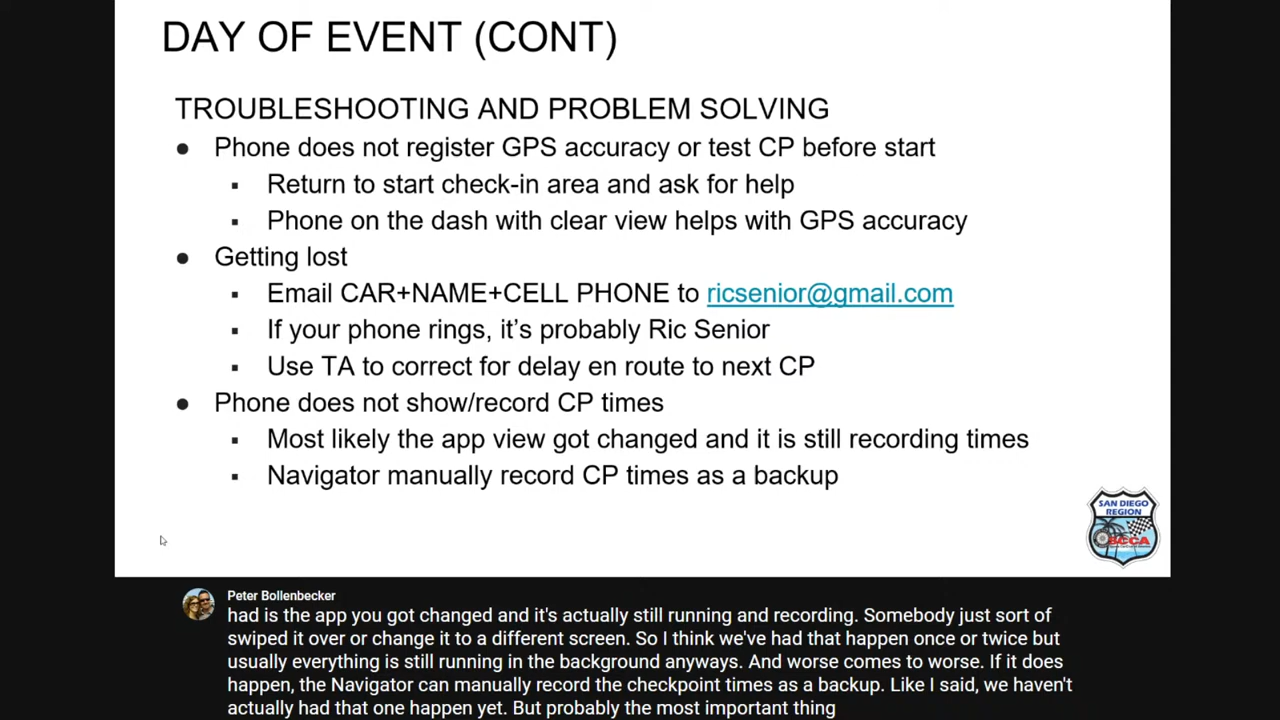 DAY OF EVENT (CONT)
TROUBLESHOOTING AND PROBLEM SOLVING
● Phone does not register GPS accuracy or test CP before start
▪ Return to start check-in area and ask for help
▪ Phone on the dash with clear view helps with GPS accuracy
● Getting lost
▪ Email CAR+NAME+CELL PHONE to ricsenior@gmail.com
▪ If your phone rings, it’s probably Ric Senior
▪ Use TA to correct for delay en route to next CP
● Phone does not show/record CP times
▪ Most likely the app view got changed and it is still recording times
▪ Navigator manually record CP times as a backup
SAN DIEGO
REGION
SCCA
Peter Bollenbecker
had is the app you got changed and it's actually still running and recording. Somebody just sort of
swiped it over or change it to a different screen. So I think we've had that happen once or twice but
usually everything is still running in the background anyways. And worse comes to worse. If it does
happen, the Navigator can manually record the checkpoint times as a backup. Like I said, we haven't
actually had that one happen yet. But probably the most important thing